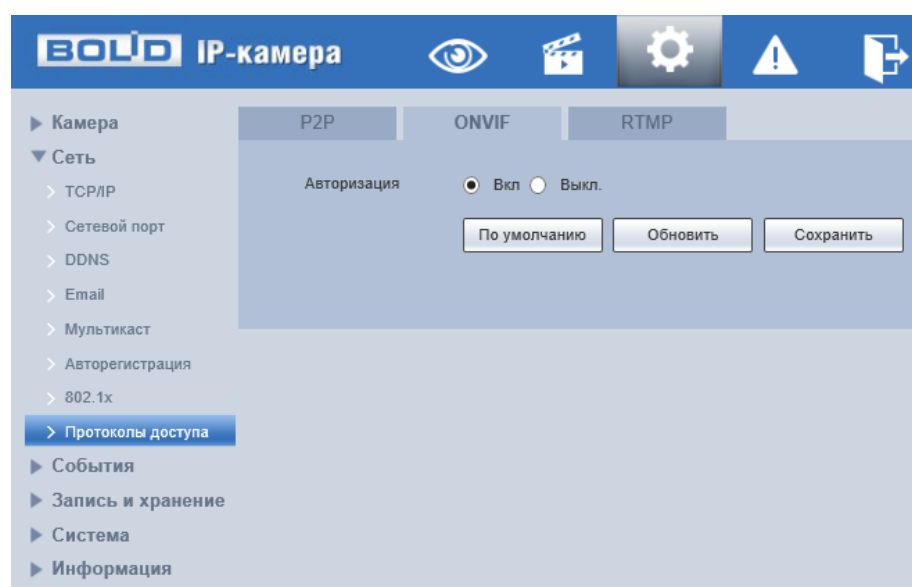 BOLID IP-камера
Камера
Сеть
TCP/IP
Сетевой порт
DDNS
Email
Мультикаст
Авторегистрация
802.1x
Протоколы доступа
События
Запись и хранение
Система
Информация
P2P ONVIF RTMP
Авторизация Вкл Выкл.
По умолчанию Обновить Сохранить